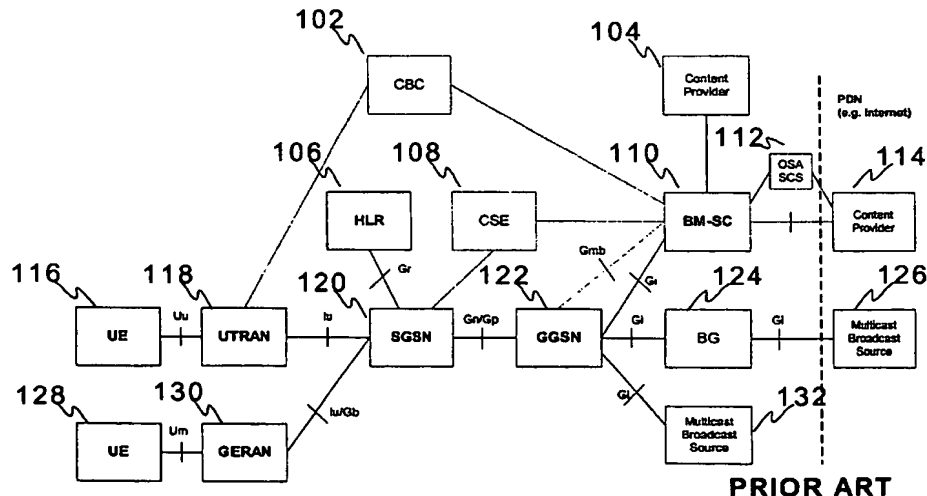 102
104
CBC
Content
Provider
PDN
(e.g. Internet)
112
106
108
110
OSA
SCS
114
HLR
CSE
BM-SC
Content
Provider
Gmb
116
118
120
Gr
122
Gi
124
126
Uu
Iu
Gn/Gp
Gi
Gi
UE
UTRAN
SGSN
GGSN
BG
Multicast
Broadcast
Source
128
130
Iu/Gb
Gi
132
Um
UE
GERAN
Multicast
Broadcast
Source
PRIOR ART